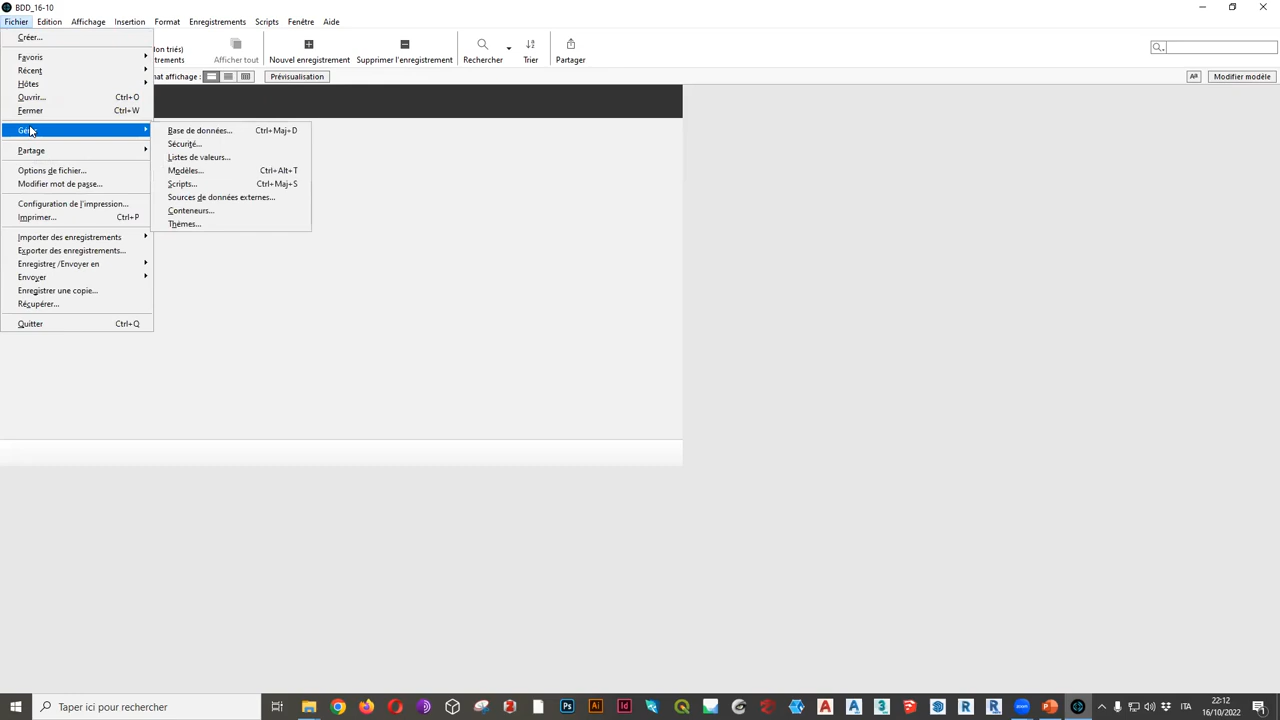 BDD_16-10
Fichier Edition Affichage Insertion Format Enregistrements Scripts Fenêtre Aide
Créer...
Favoris
Récent
Hôtes
Ouvrir... Ctrl+O
Fermer Ctrl+W
Partage
Options de fichier...
Modifier mot de passe...
Configuration de l'impression...
Imprimer... Ctrl+P
Importer des enregistrements
Exporter des enregistrements...
Enregistrer /Envoyer en
Envoyer
Enregistrer une copie...
Récupérer...
Quitter Ctrl+Q
Base de données... Ctrl+Maj+D
Sécurité...
Listes de valeurs...
Modèles... Ctrl+Alt+T
Scripts... Ctrl+Maj+S
Sources de données externes...
Conteneurs...
Thèmes...
triés)
Afficher tout Nouvel enregistrement Supprimer l'enregistrement Rechercher Trier Partager
affichage : Prévisualisation
Modifier modèle
Taper ici pour rechercher
ITA
22:12
16/10/2022